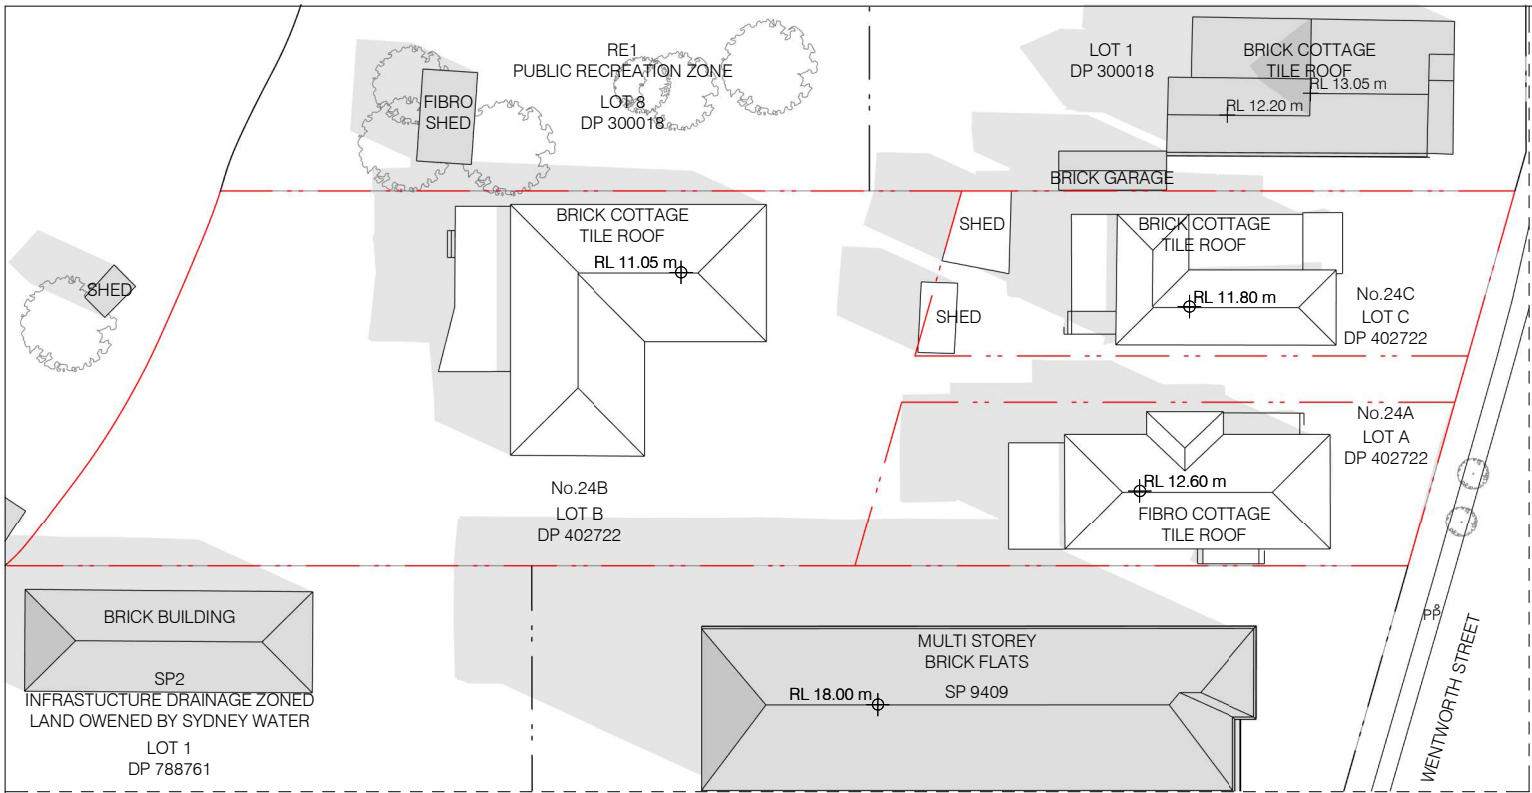 RE1
PUBLIC RECREATION ZONE
LOT 8
DP 300018
FIBRO
SHED
LOT 1
DP 300018
BRICK COTTAGE
TILE ROOF
RL 13.05 m
RL 12.20 m
BRICK GARAGE
BRICK COTTAGE
TILE ROOF
RL 11.05 m
SHED
SHED
SHED
BRICK COTTAGE
TILE ROOF
RL 11.80 m
No.24C
LOT C
DP 402722
No.24A
LOT A
DP 402722
RL 12.60 m
FIBRO COTTAGE
TILE ROOF
No.24B
LOT B
DP 402722
BRICK BUILDING
SP2
INFRASTUCTURE DRAINAGE ZONED
LAND OWENED BY SYDNEY WATER
LOT 1
DP 788761
MULTI STOREY
BRICK FLATS
SP 9409
RL 18.00 m
PP
WENTWORTH STREET